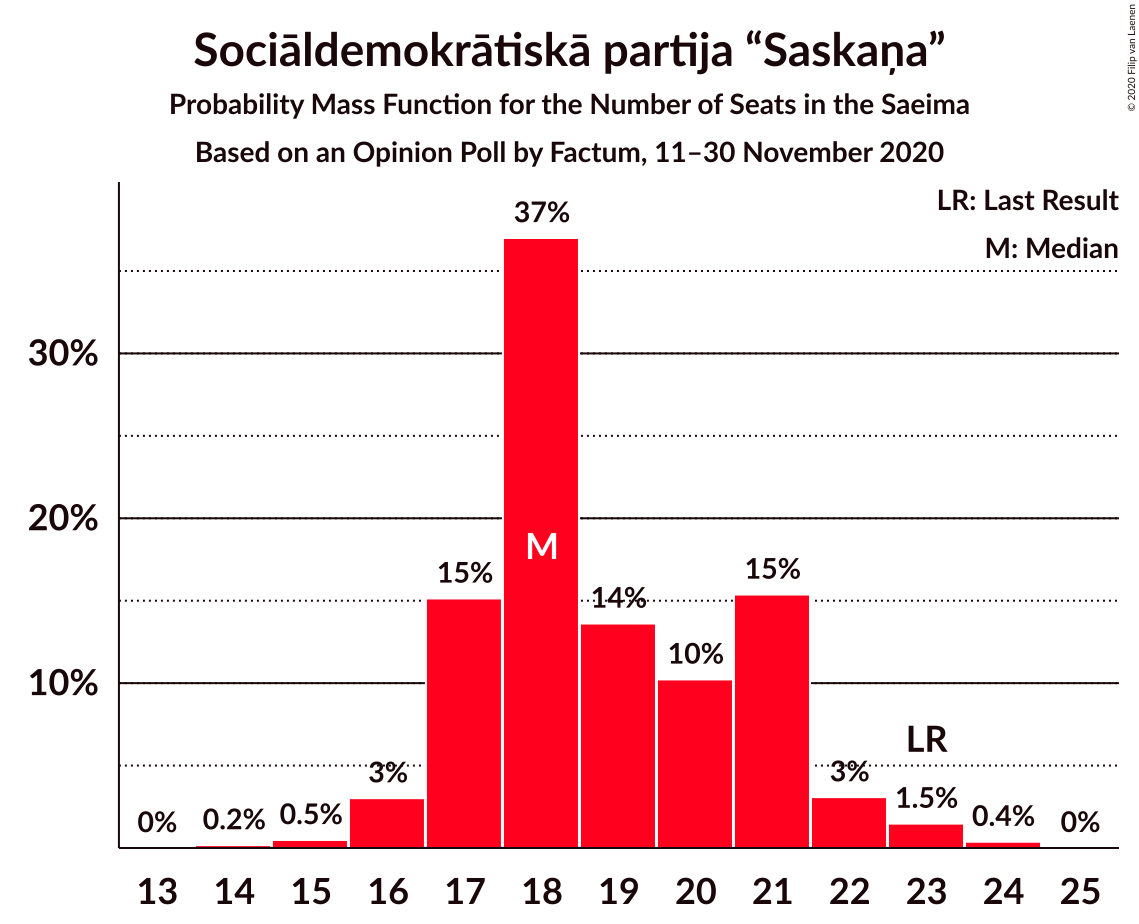 Sociāldemokrātiskā partija “Saskaņa”
Probability Mass Function for the Number of Seats in the Saeima
Based on an Opinion Poll by Factum, 11–30 November 2020
© 2020 Filip van Laenen
LR: Last Result
M: Median
30%
20%
10%
0%
0.2%
0.5%
3%
15%
37%
M
14%
10%
15%
3%
LR
1.5%
0.4%
0%
13 14 15 16 17 18 19 20 21 22 23 24 25